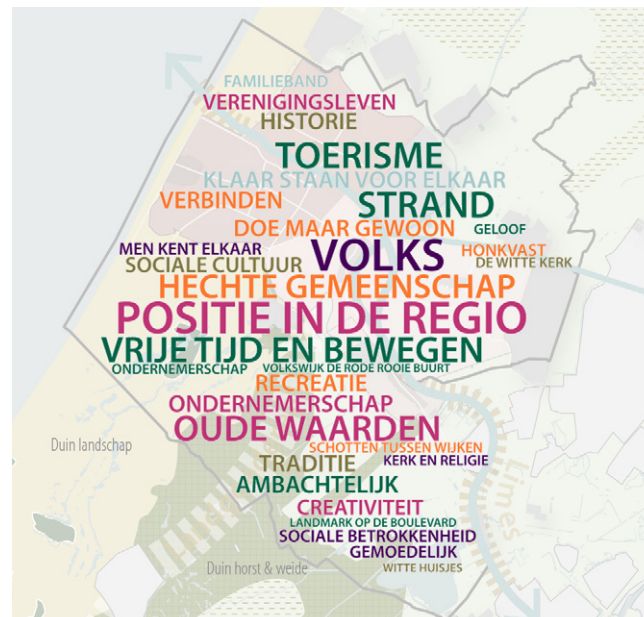 FAMILIEBAND
VERENIGINGSLEVEN
HISTORIE
TOERISME
KLAAR STAAN VOOR ELKAAR
VERBINDEN
STRAND
DOE MAAR GEWOON
GELOOF
MEN KENT ELKAAR
VOLKS
HONKVAST
SOCIALE CULTUUR
DE WITTE KERK
HECHTE GEMEENSCHAP
POSITIE IN DE REGIO
VRIJE TIJD EN BEWEGEN
ONDERNEMERSCHAP
VOLKSWIJK DE RODE ROOIE BUURT
RECREATIE
ONDERNEMERSCHAP
OUDE WAARDEN
Duin landschap
SCHOTTEN TUSSEN WIJKEN
TRADITIE
KERK EN RELIGIE
Limes
AMBACHTELIJK
CREATIVITEIT
LANDMARK OP DE BOULEVARD
SOCIALE BETROKKENHEID
GEMOEDELIJK
Duin horst & weide
WITTE HUISJES